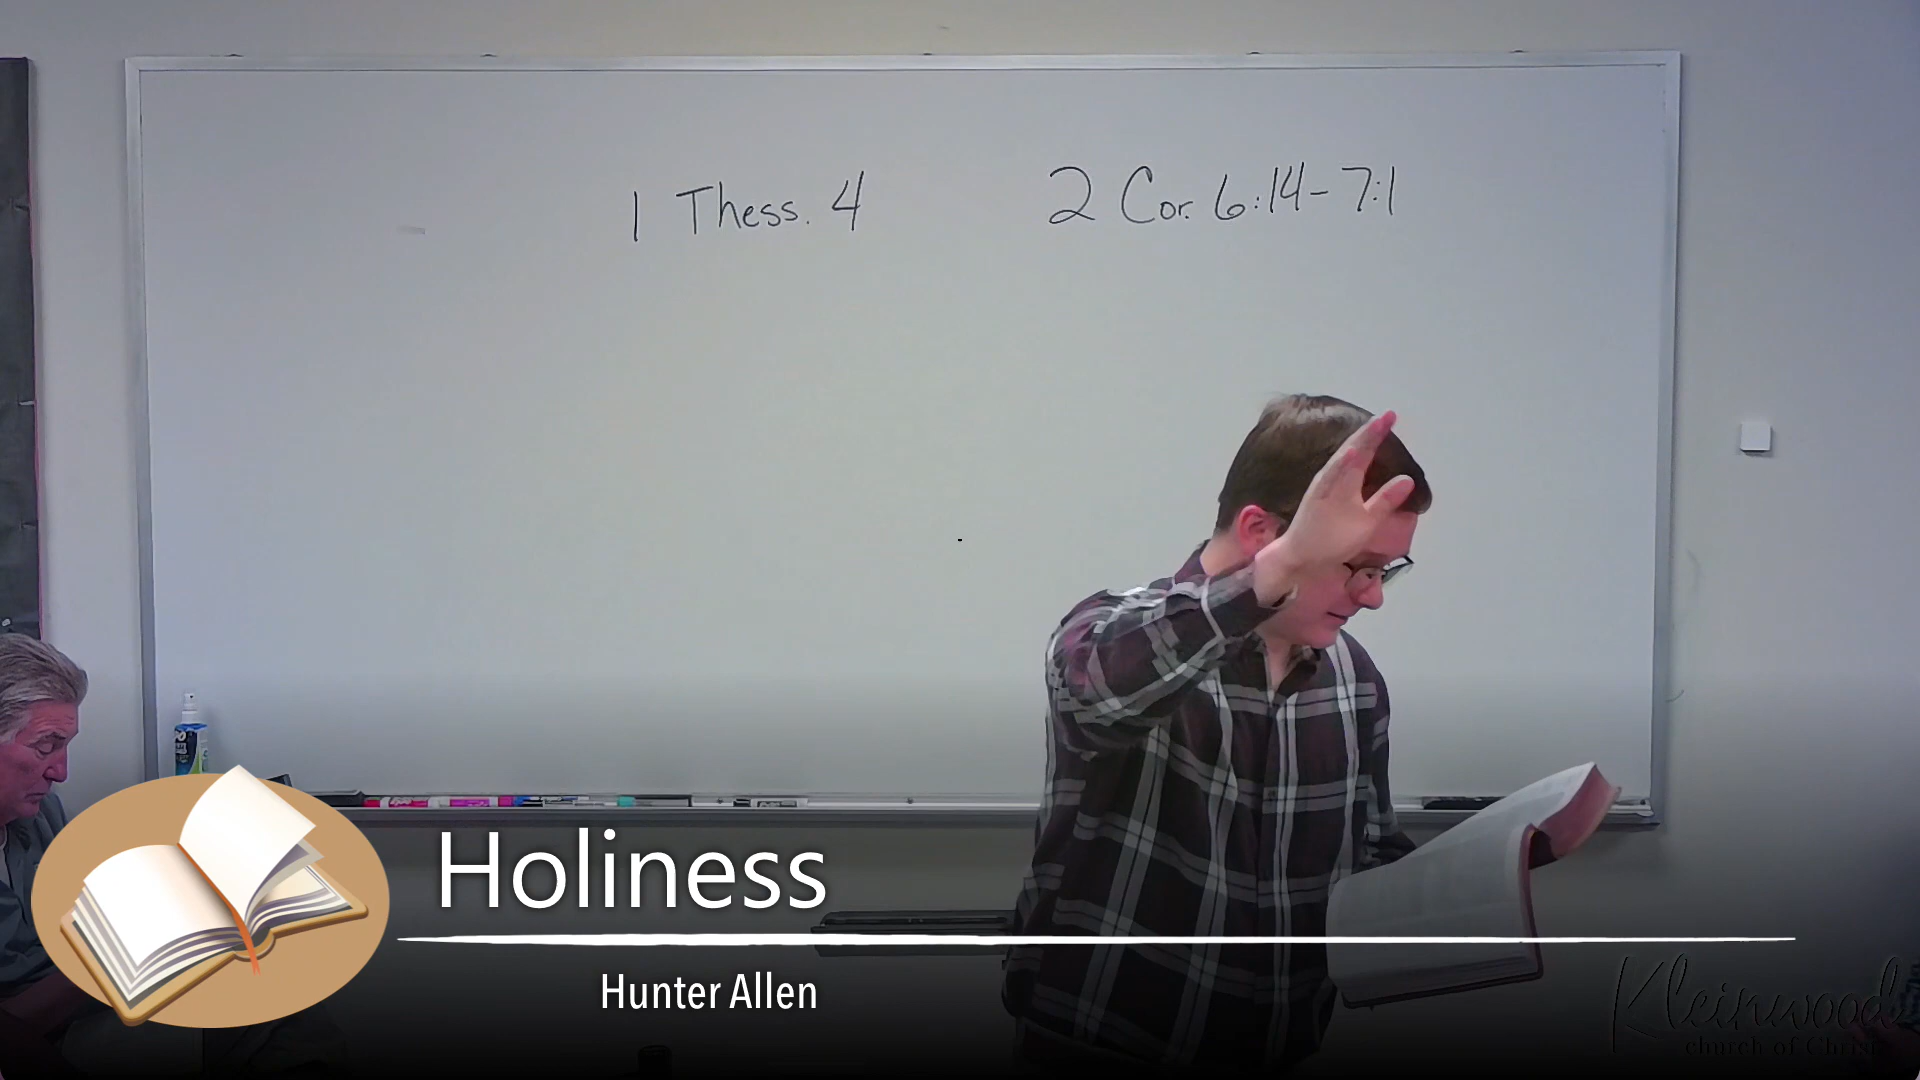 1 Thess. 4
2 Cor. 6:14-7:1
Holiness
Hunter Allen
Kleinwood
church of Christ